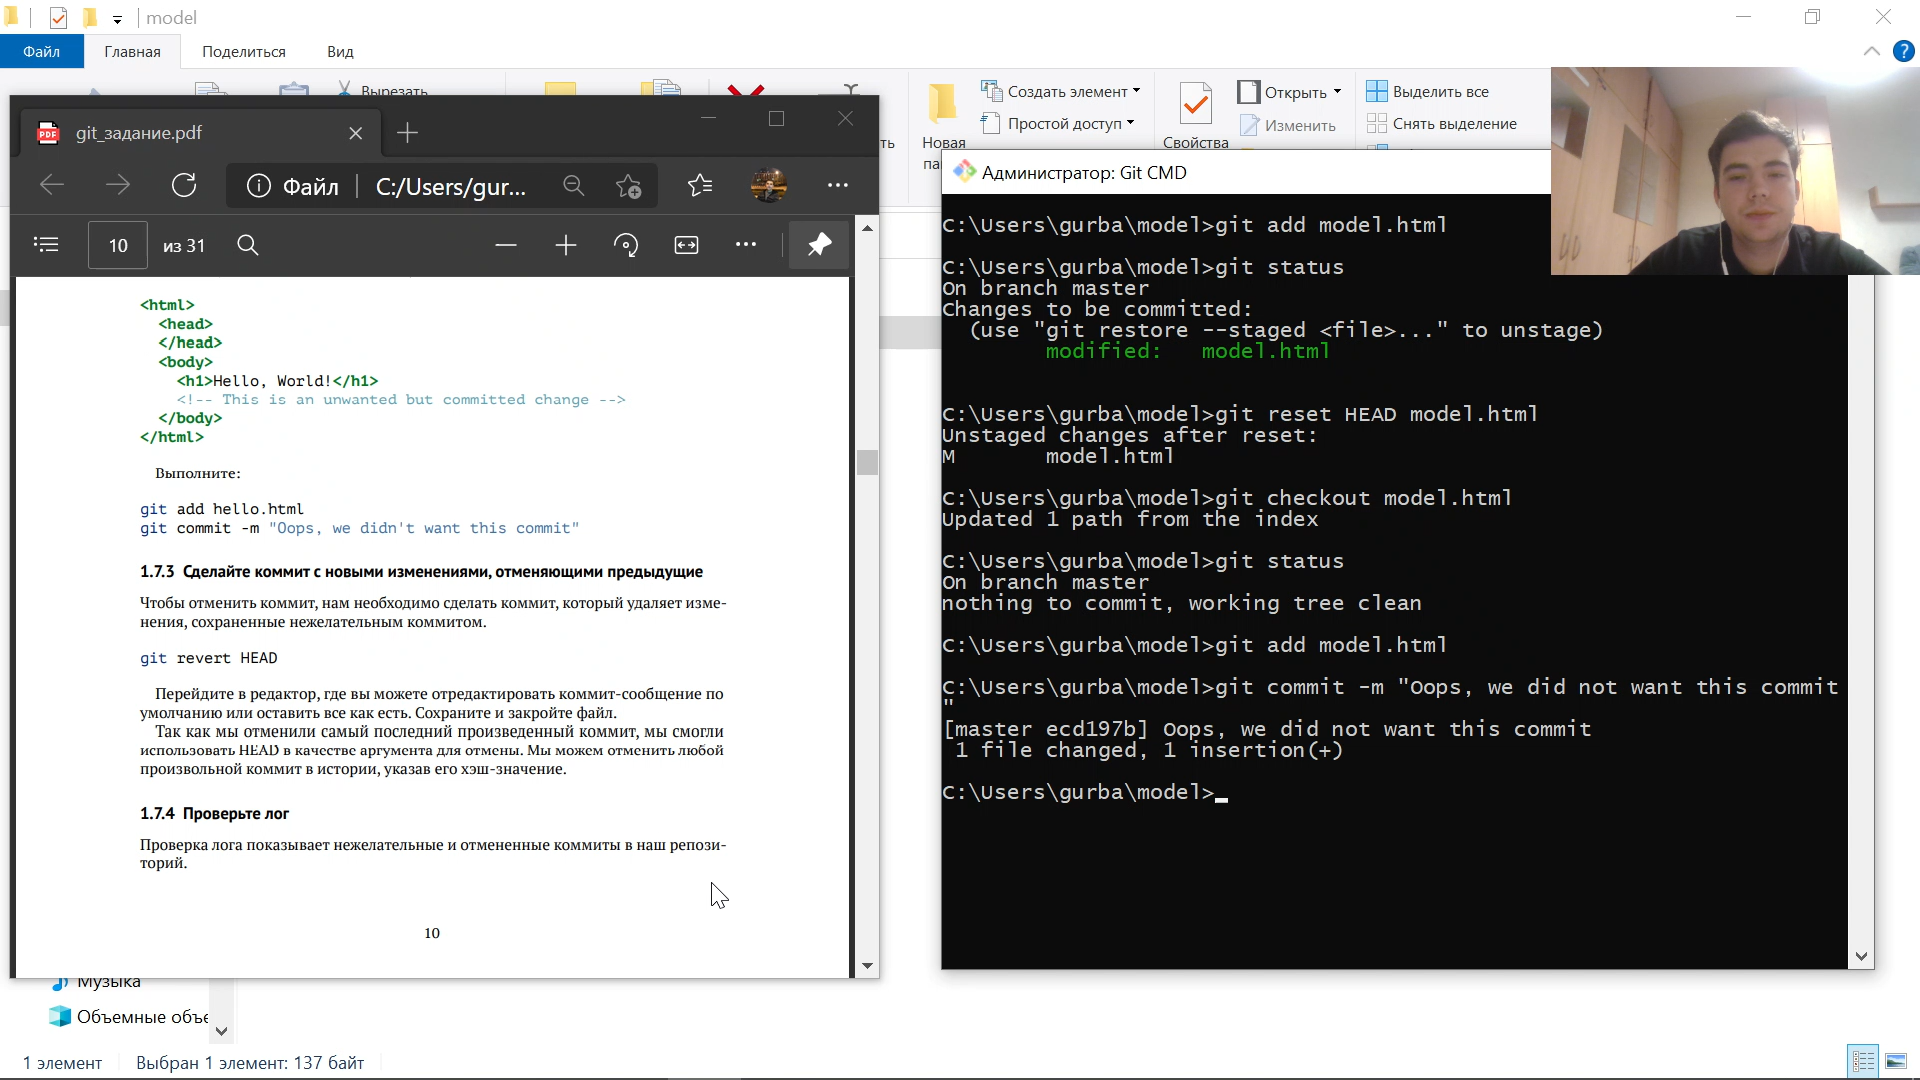 model
Файл
Главная
Поделиться
Вид
Вырезать
Новая
па
ть
Создать элемент
Простой доступ
Свойства
Открыть
Изменить
Выделить все
Снять выделение
git_задание.pdf
Файл
C:/Users/gur...
10
из 31
<html>
<head>
</head>
<body>
<h1>Hello, World!</h1>
<!-- This is an unwanted but committed change -->
</body>
</html>
Выполните:
git add hello.html
git commit -m "Oops, we didn't want this commit"
1.7.3 Сделайте коммит с новыми изменениями, отменяющими предыдущие
Чтобы отменить коммит, нам необходимо сделать коммит, который удаляет изме-
нения, сохраненные нежелательным коммитом.
git revert HEAD
Перейдите в редактор, где вы можете отредактировать коммит-сообщение по
умолчанию или оставить все как есть. Сохраните и закройте файл.
Так как мы отменили самый последний произведенный коммит, мы смогли
использовать HEAD в качестве аргумента для отмены. Мы можем отменить любой
произвольной коммит в истории, указав его хэш-значение.
1.7.4 Проверьте лог
Проверка лога показывает нежелательные и отмененные коммиты в наш репози-
торий.
10
Администратор: Git CMD
C:\Users\gurba\model>git add model.html
C:\Users\gurba\model>git status
On branch master
Changes to be committed:
(use "git restore --staged <file>..." to unstage)
modified:   model.html
C:\Users\gurba\model>git reset HEAD model.html
Unstaged changes after reset:
M       model.html
C:\Users\gurba\model>git checkout model.html
Updated 1 path from the index
C:\Users\gurba\model>git status
On branch master
nothing to commit, working tree clean
C:\Users\gurba\model>git add model.html
C:\Users\gurba\model>git commit -m "Oops, we did not want this commit
"
[master ecd197b] Oops, we did not want this commit
1 file changed, 1 insertion(+)
C:\Users\gurba\model>
Музыка
Объемные объе
1 элемент
Выбран 1 элемент: 137 байт